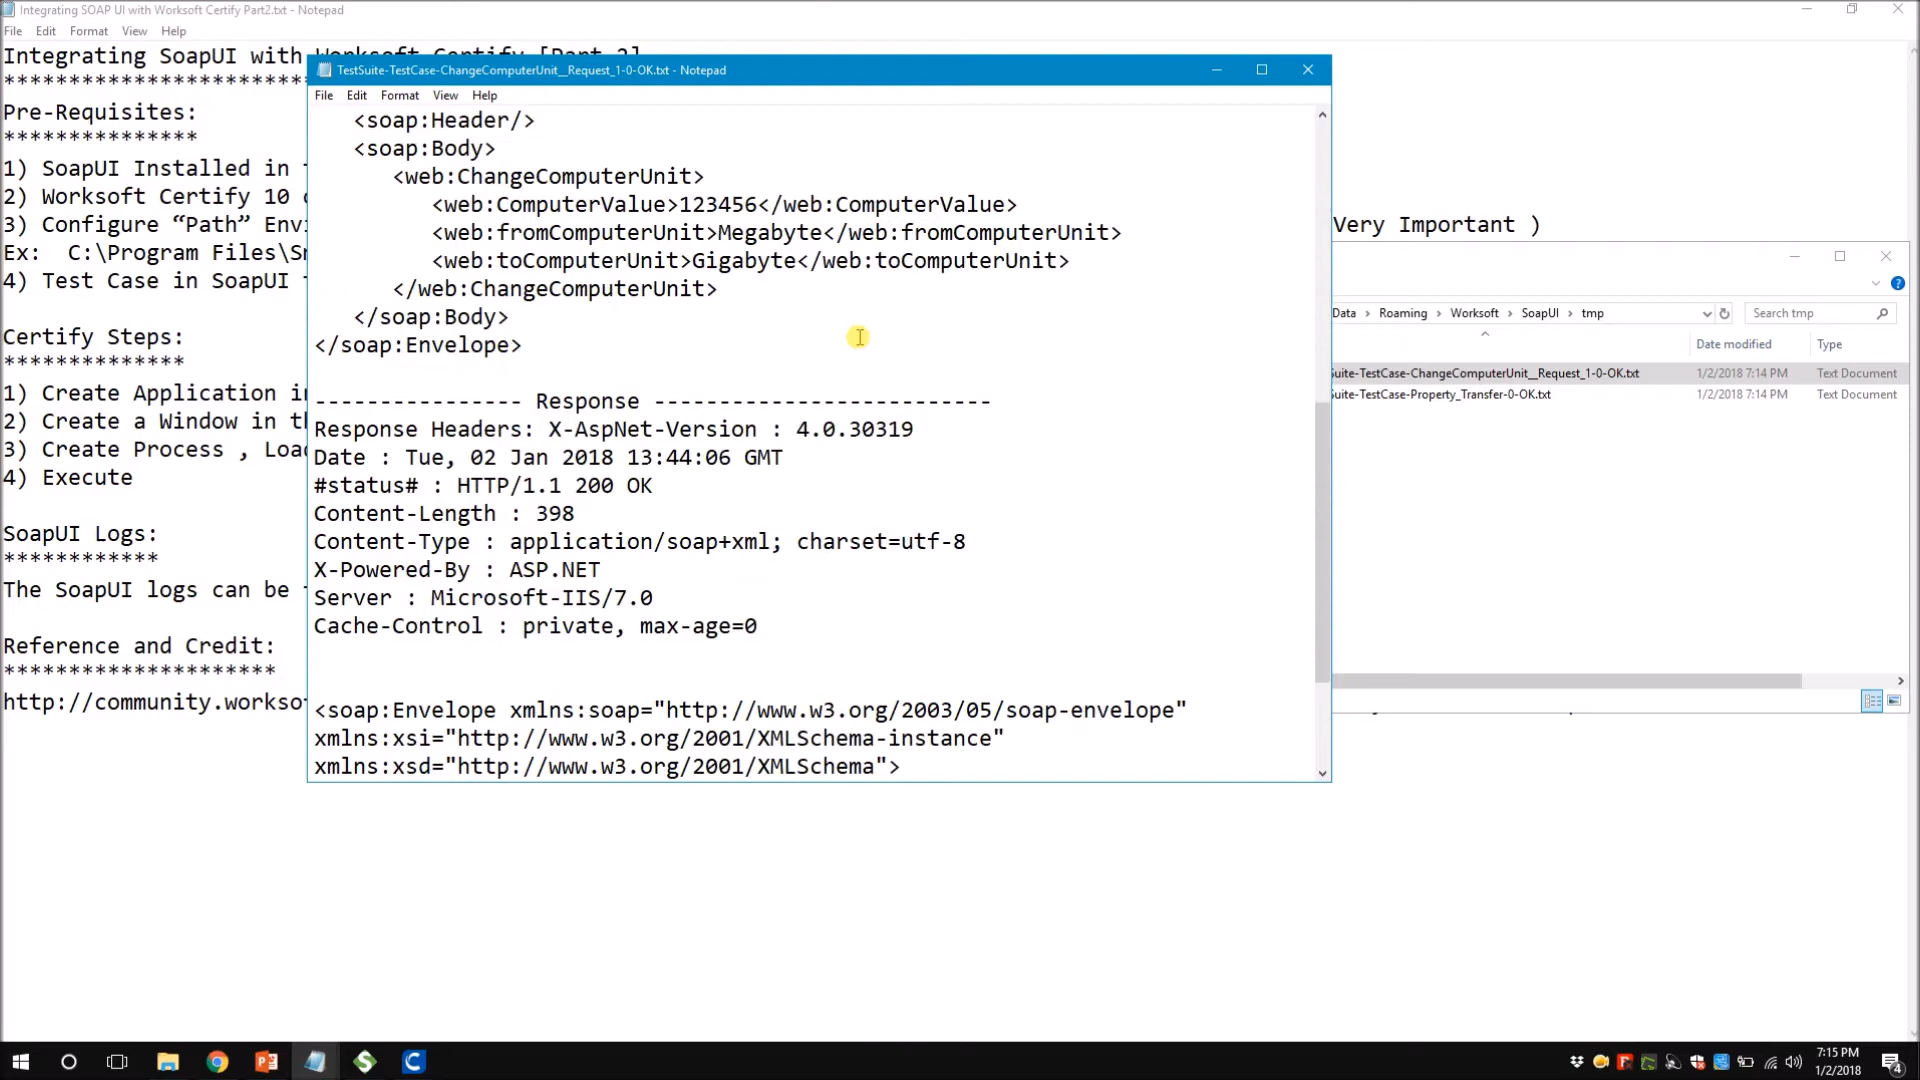 Integrating SOAP UI with Worksoft Certify Part2.txt - Notepad
File Edit Format View Help
Integrating SoapUI with Worksoft Certify [Part 2]
Pre-Requisites:
***************
1) SoapUI Installed in
2) Worksoft Certify 10
3) Configure “Path” Envi
Very Important )
Ex:  C:\Program Files\Sm
4) Test Case in SoapUI
Certify Steps:
**************
1) Create Application in
2) Create a Window in th
3) Create Process , Load
4) Execute
SoapUI Logs:
************
The SoapUI logs can be
Reference and Credit:
*********************
http://community.workso
TestSuite-TestCase-ChangeComputerUnit__Request_1-0-OK.txt - Notepad
File Edit Format View Help
<soap:Header/>
<soap:Body>
<web:ChangeComputerUnit>
<web:ComputerValue>123456</web:ComputerValue>
<web:fromComputerUnit>Megabyte</web:fromComputerUnit>
<web:toComputerUnit>Gigabyte</web:toComputerUnit>
</web:ChangeComputerUnit>
</soap:Body>
</soap:Envelope>
---------------- Response --------------------------
Response Headers: X-AspNet-Version : 4.0.30319
Date : Tue, 02 Jan 2018 13:44:06 GMT
#status# : HTTP/1.1 200 OK
Content-Length : 398
Content-Type : application/soap+xml; charset=utf-8
X-Powered-By : ASP.NET
Server : Microsoft-IIS/7.0
Cache-Control : private, max-age=0
<soap:Envelope xmlns:soap="http://www.w3.org/2003/05/soap-envelope"
xmlns:xsi="http://www.w3.org/2001/XMLSchema-instance"
xmlns:xsd="http://www.w3.org/2001/XMLSchema">
Data > Roaming > Worksoft > SoapUI > tmp
Search tmp
Date modified Type
Suite-TestCase-ChangeComputerUnit__Request_1-0-OK.txt 1/2/2018 7:14 PM Text Document
Suite-TestCase-Property_Transfer-0-OK.txt 1/2/2018 7:14 PM Text Document
7:15 PM
1/2/2018
4